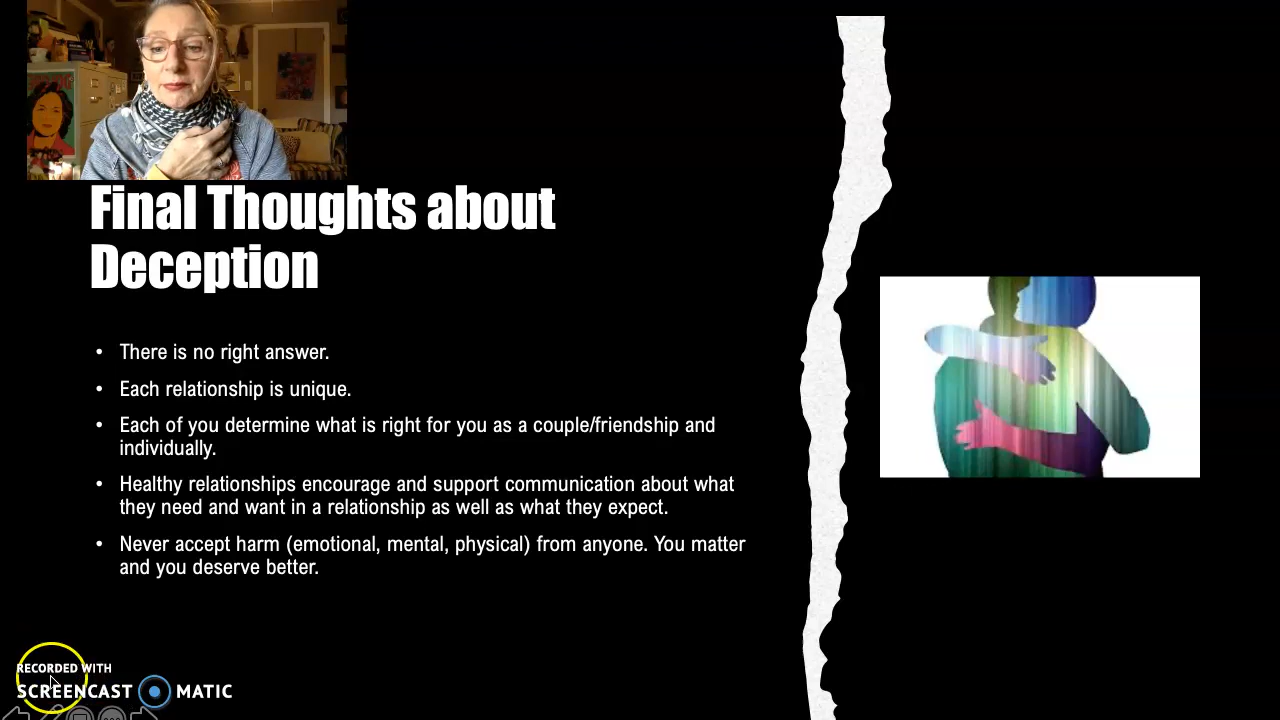 Final Thoughts about
Deception
• There is no right answer.
• Each relationship is unique.
• Each of you determine what is right for you as a couple/friendship and
individually.
• Healthy relationships encourage and support communication about what
they need and want in a relationship as well as what they expect.
• Never accept harm (emotional, mental, physical) from anyone. You matter
and you deserve better.
RECORDED WITH
SCREENCAST MATIC